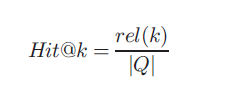 Hit@k = rel(k) / |Q|